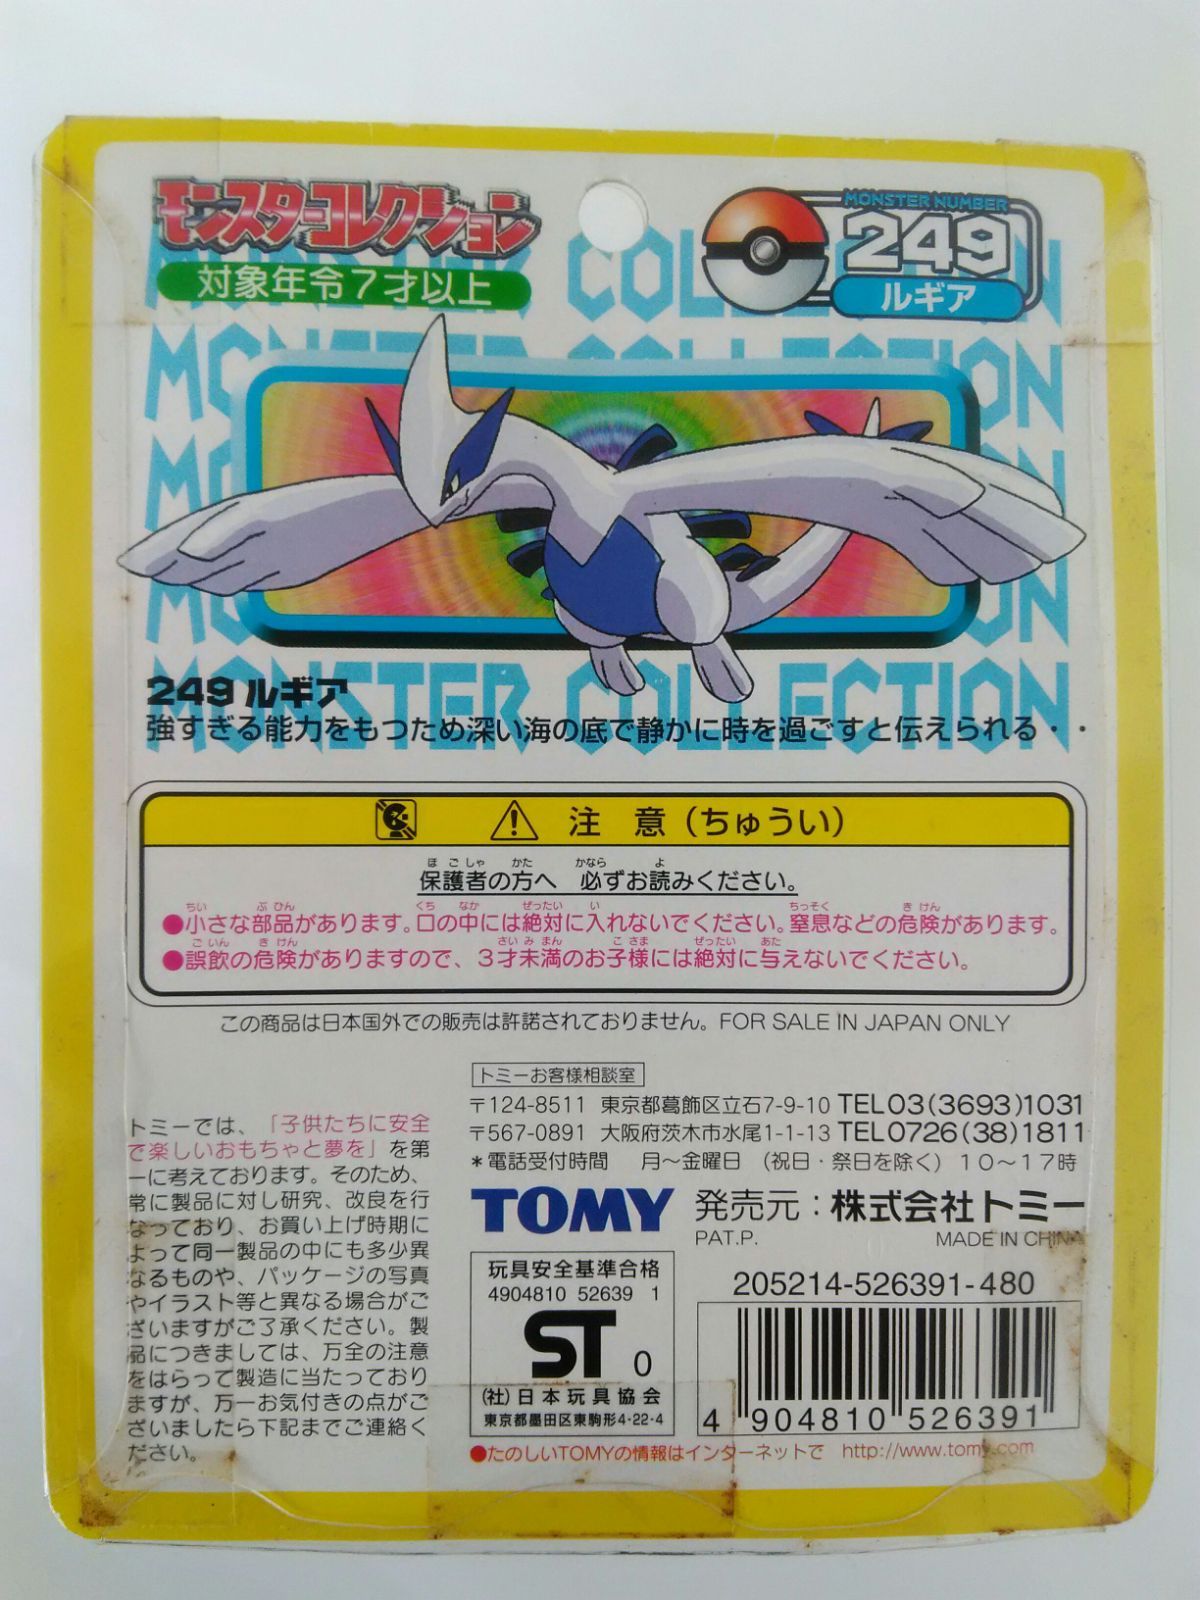 モンスターコレクション
対象年令7才以上
MONSTER NUMBER
249
ルギア
MONSTER COLLECTION
MONSTER COLLECTION
MONSTER COLLECTION
249 ルギア
強すぎる能力をもつため深い海の底で静かに時を過ごすと伝えられる・・
注 意(ちゅうい)
保護者の方へ 必ずお読みください。
●小さな部品があります。口の中には絶対に入れないでください。窒息などの危険があります。
●誤飲の危険がありますので、3才未満のお子様には絶対に与えないでください。
この商品は日本国外での販売は許諾されておりません。FOR SALE IN JAPAN ONLY
トミーお客様相談室
〒124-8511 東京都葛飾区立石7-9-10 TEL03(3693)1031
〒567-0891 大阪府茨木市水尾1-1-13 TEL0726(38)1811
*電話受付時間 月〜金曜日 (祝日・祭日を除く) 10〜17時
TOMY 発売元:株式会社トミー
PAT.P. MADE IN CHINA
トミーでは、「子供たちに安全
で楽しいおもちゃと夢を」を第
一に考えております。そのため、
常に製品に対し研究、改良を行
なっており、お買い上げ時期に
よって同一製品の中にも多少異
なるものや、パッケージの写真
やイラスト等と異なる場合がご
ざいますがご了承ください。製
品につきましては、万全の注意
をはらって製造に当たっており
ますが、万一お気付きの点がご
ざいましたら下記までご連絡く
ださい。
玩具安全基準合格
4904810 52639 1
ST 0
(社)日本玩具協会
東京都墨田区東駒形4-22-4
205214-526391-480
4 904810 526391
●たのしいTOMYの情報はインターネットで http://www.tomy.com